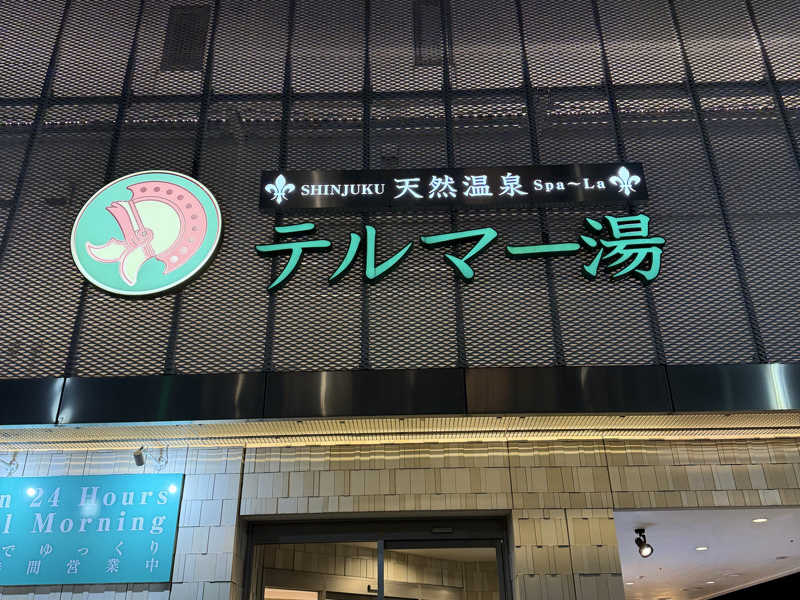 SHINJUKU 天然温泉 Spa～La
テルマー湯
n 24 Hours
l Morning
でゆっくり
間営業中